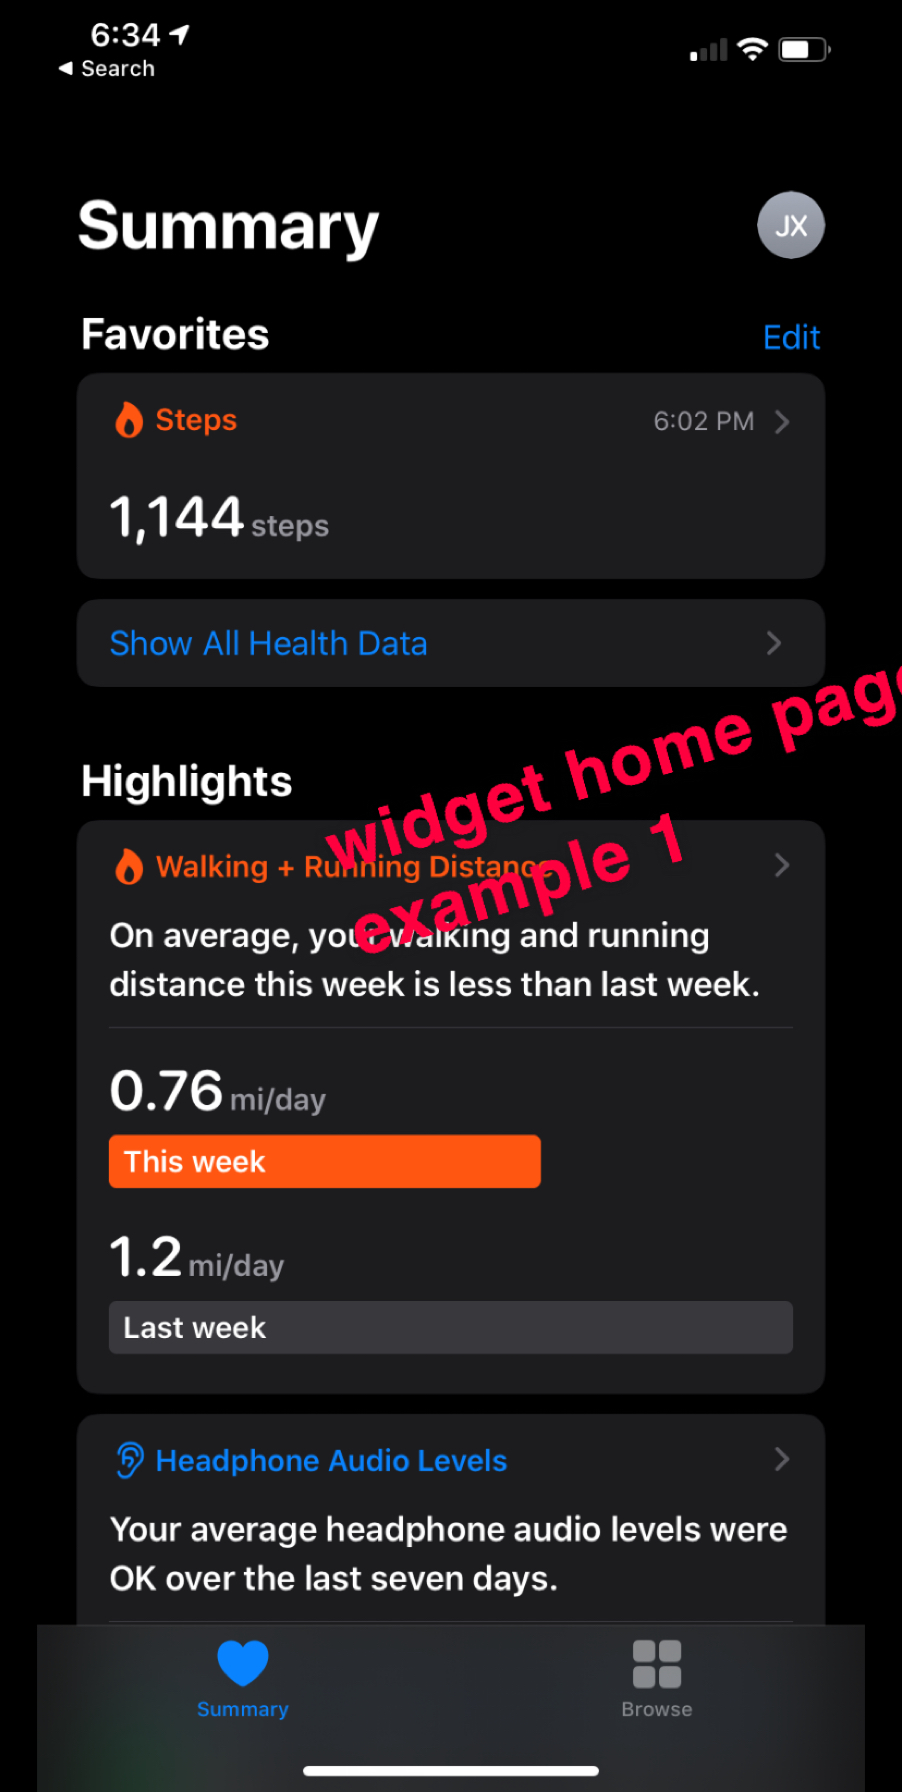 6:34
Search
Summary
JX
Favorites
Edit
Steps
6:02 PM
1,144 steps
Show All Health Data
widget home page
example 1
Highlights
Walking + Running Distance
On average, your walking and running
distance this week is less than last week.
0.76 mi/day
This week
1.2 mi/day
Last week
Headphone Audio Levels
Your average headphone audio levels were
OK over the last seven days.
Summary
Browse